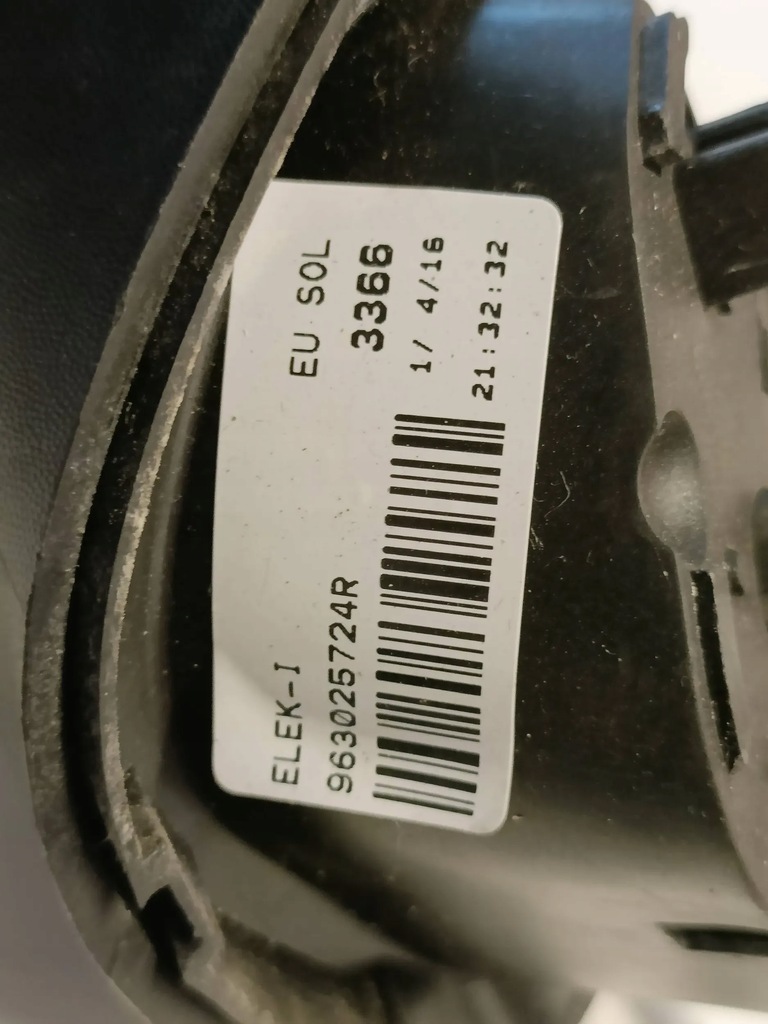 ELEK-I EU SOL
963025724R 3366
1/ 4/16
21:32:32